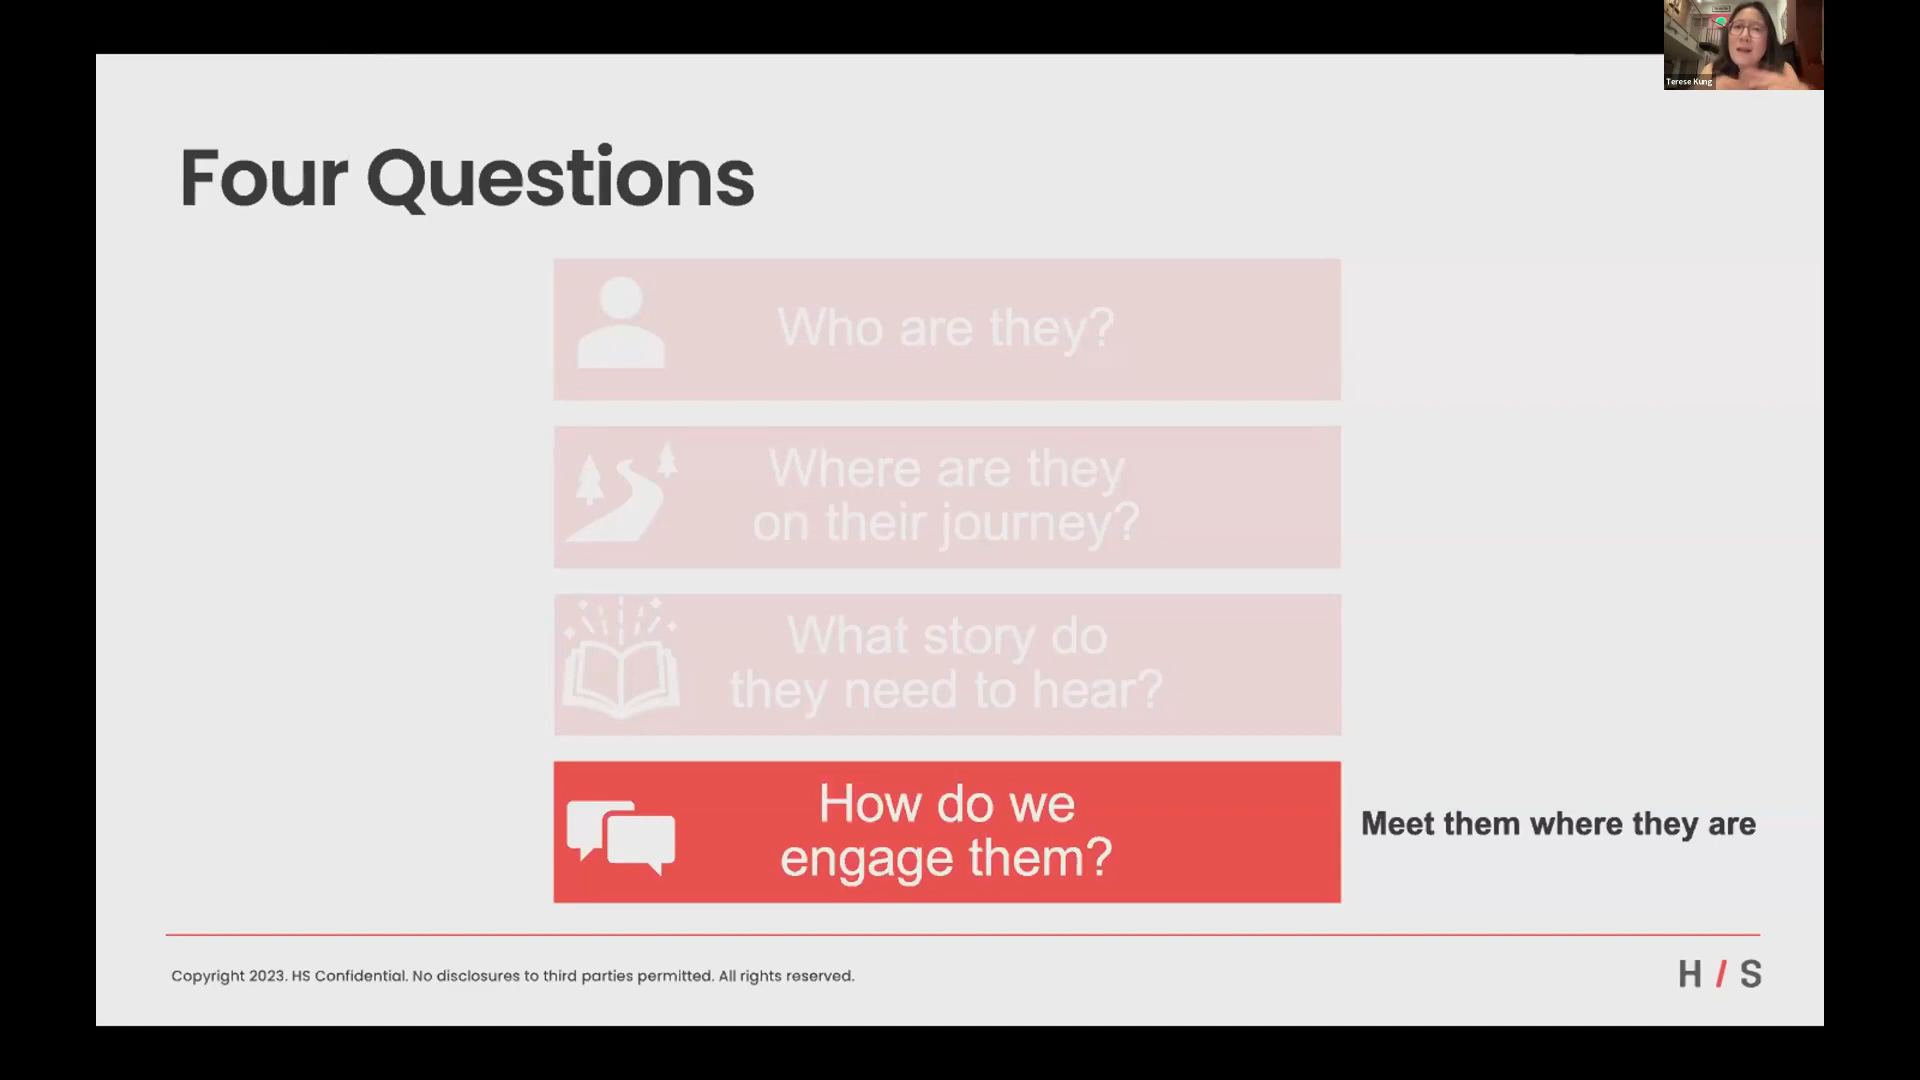 Terese Kung
Four Questions
Who are they?
Where are they
on their journey?
What story do
they need to hear?
How do we
engage them?
Meet them where they are
Copyright 2023. HS Confidential. No disclosures to third parties permitted. All rights reserved.
H / S